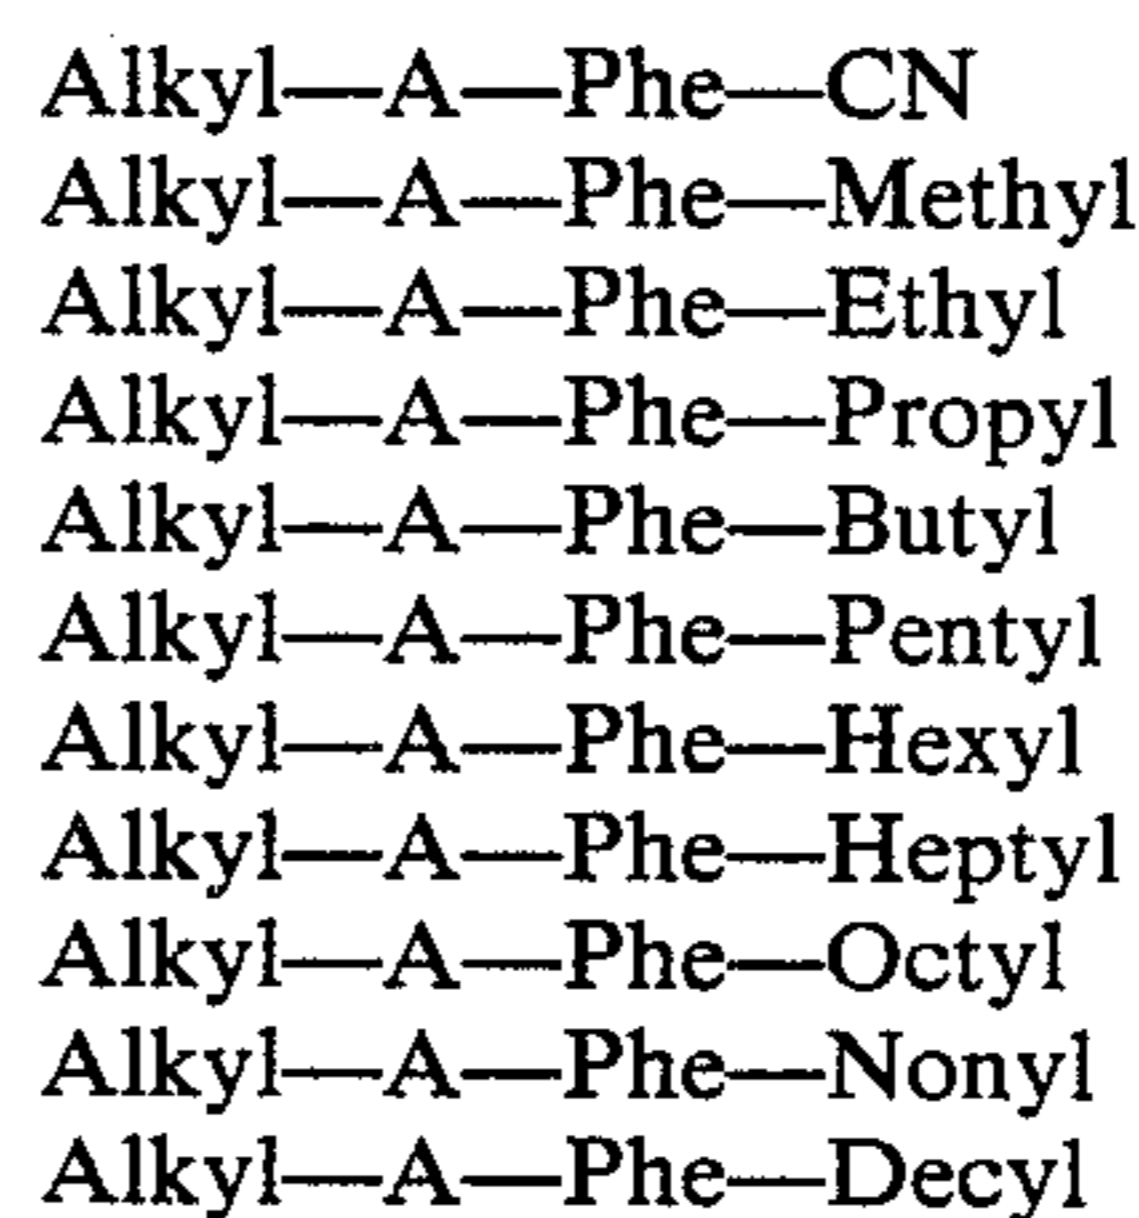 Alkyl—A—Phe—CN
Alkyl—A—Phe—Methyl
Alkyl—A—Phe—Ethyl
Alkyl—A—Phe—Propyl
Alkyl—A—Phe—Butyl
Alkyl—A—Phe—Pentyl
Alkyl—A—Phe—Hexyl
Alkyl—A—Phe—Heptyl
Alkyl—A—Phe—Octyl
Alkyl—A—Phe—Nonyl
Alkyl—A—Phe—Decyl